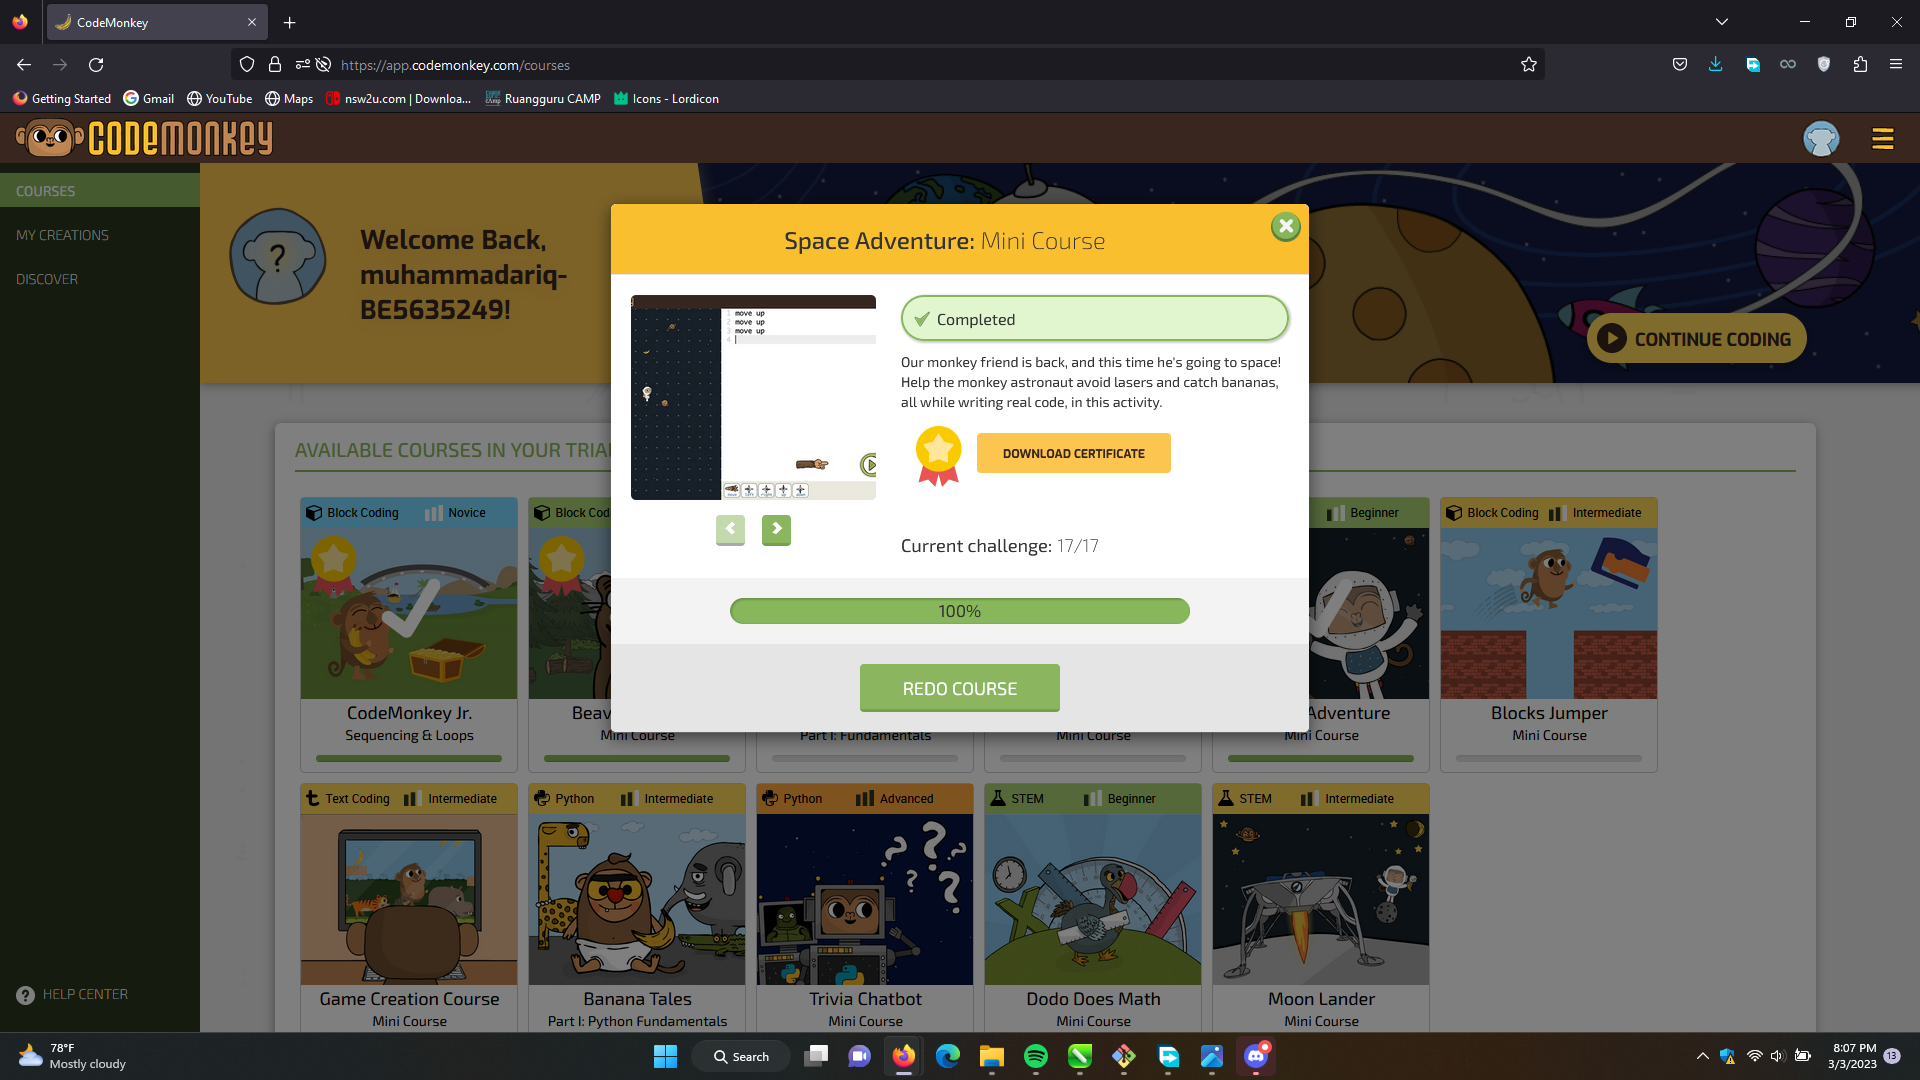 CodeMonkey
https://app.codemonkey.com/courses
Getting Started
Gmail
YouTube
Maps
nsw2u.com | Downloa...
Ruangguru CAMP
Icons - Lordicon
CODEMONKEY
COURSES
MY CREATIONS
DISCOVER
HELP CENTER
Welcome Back,
muhammadariq-
BE5635249!
CONTINUE CODING
Space Adventure: Mini Course
1 move up
2 move up
3 move up
4
Completed
Our monkey friend is back, and this time he's going to space!
Help the monkey astronaut avoid lasers and catch bananas,
all while writing real code, in this activity.
DOWNLOAD CERTIFICATE
Current challenge: 17/17
100%
REDO COURSE
AVAILABLE COURSES IN YOUR TRIA
Block Coding Novice
CodeMonkey Jr.
Sequencing & Loops
Block Cod
Beav
Mini Course
Part I: Fundamentals
Mini Course
Beginner
Adventure
Mini Course
Block Coding Intermediate
Blocks Jumper
Mini Course
Text Coding Intermediate
Game Creation Course
Mini Course
Python Intermediate
Banana Tales
Part I: Python Fundamentals
Python Advanced
Trivia Chatbot
Mini Course
STEM Beginner
Dodo Does Math
Mini Course
STEM Intermediate
Moon Lander
Mini Course
78°F
Mostly cloudy
Search
8:07 PM
3/3/2023
13